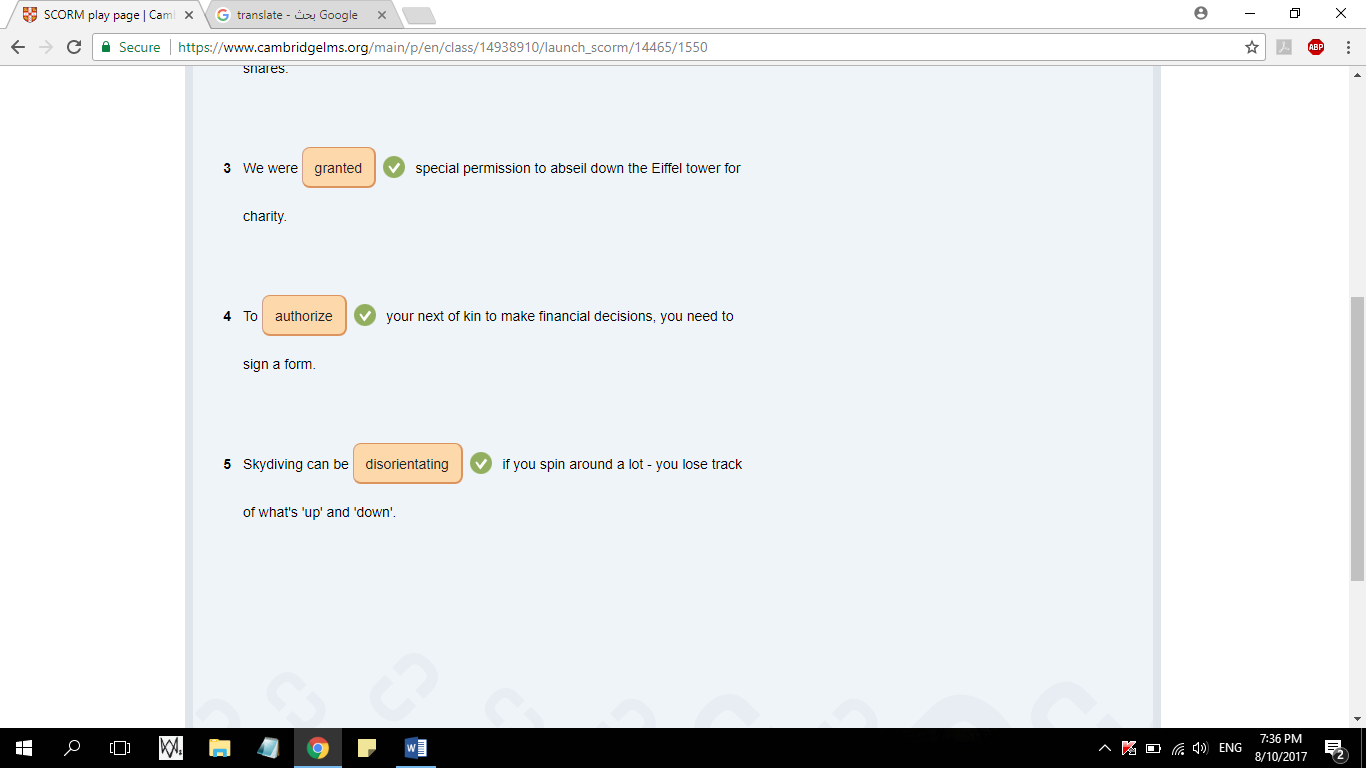 SCORM play page | Cam
translate - بحث Google
Secure | https://www.cambridgelms.org/main/p/en/class/14938910/launch_scorm/14465/1550
ABP
shares.
3 We were granted special permission to abseil down the Eiffel tower for
charity.
4 To authorize your next of kin to make financial decisions, you need to
sign a form.
5 Skydiving can be disorientating if you spin around a lot - you lose track
of what's 'up' and 'down'.
ENG
7:36 PM
8/10/2017
2